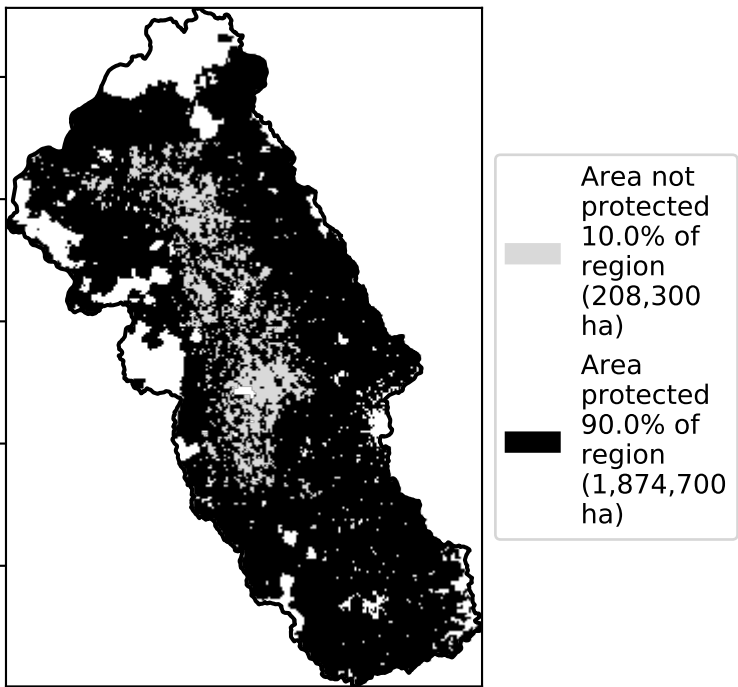 Area not
protected
10.0% of
region
(208,300
ha)
Area
protected
90.0% of
region
(1,874,700
ha)